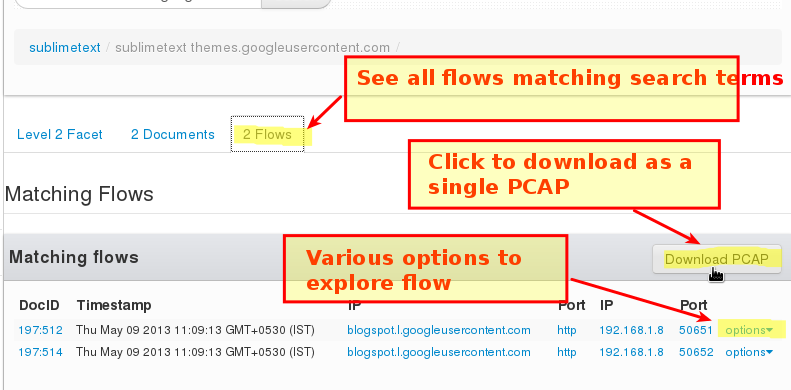 sublimetext / sublimetext themes.googleusercontent.com /
See all flows matching search terms
Level 2 Facet 2 Documents 2 Flows
Click to download as a
single PCAP
Matching Flows
Matching flows
Download PCAP
Various options to
explore flow
DocID Timestamp IP Port IP Port
197:512 Thu May 09 2013 11:09:13 GMT+0530 (IST) blogspot.l.googleusercontent.com http 192.168.1.8 50651 options
197:514 Thu May 09 2013 11:09:13 GMT+0530 (IST) blogspot.l.googleusercontent.com http 192.168.1.8 50652 options